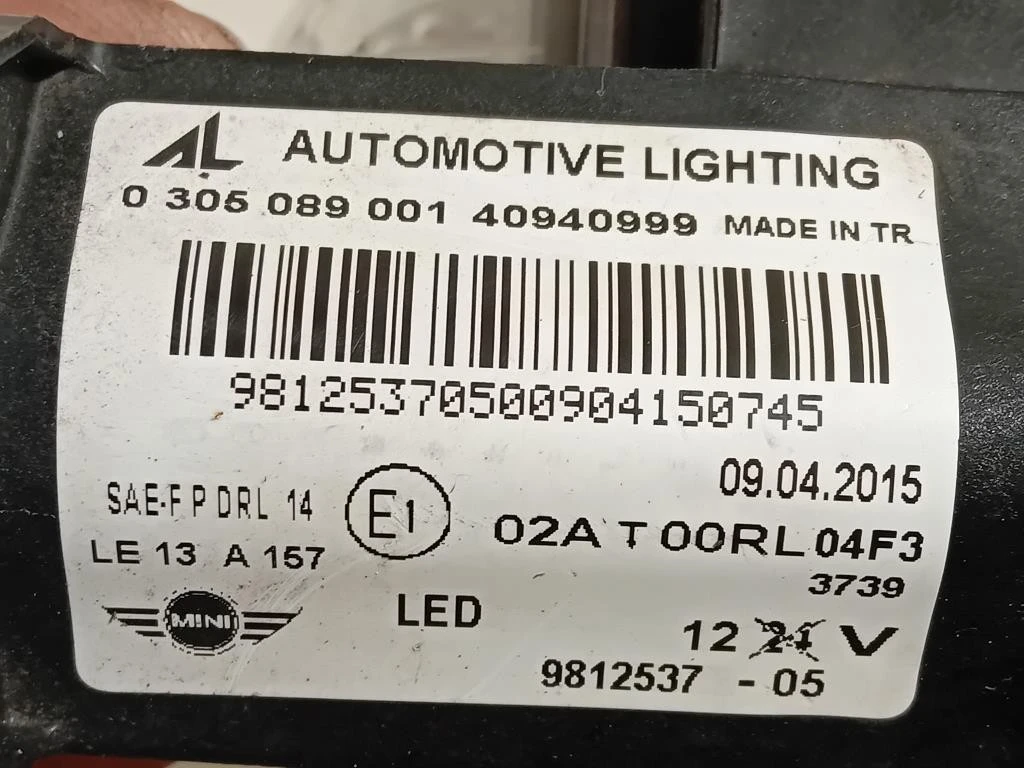 AL AUTOMOTIVE LIGHTING
0 305 089 001 40940999 MADE IN TR
98125370500904150745
09.04.2015
SAE-F P DRL 14 E1 02A T 00RL 04F3
LE 13 A 157
3739
MINI LED
12 24 V
9812537 - 05